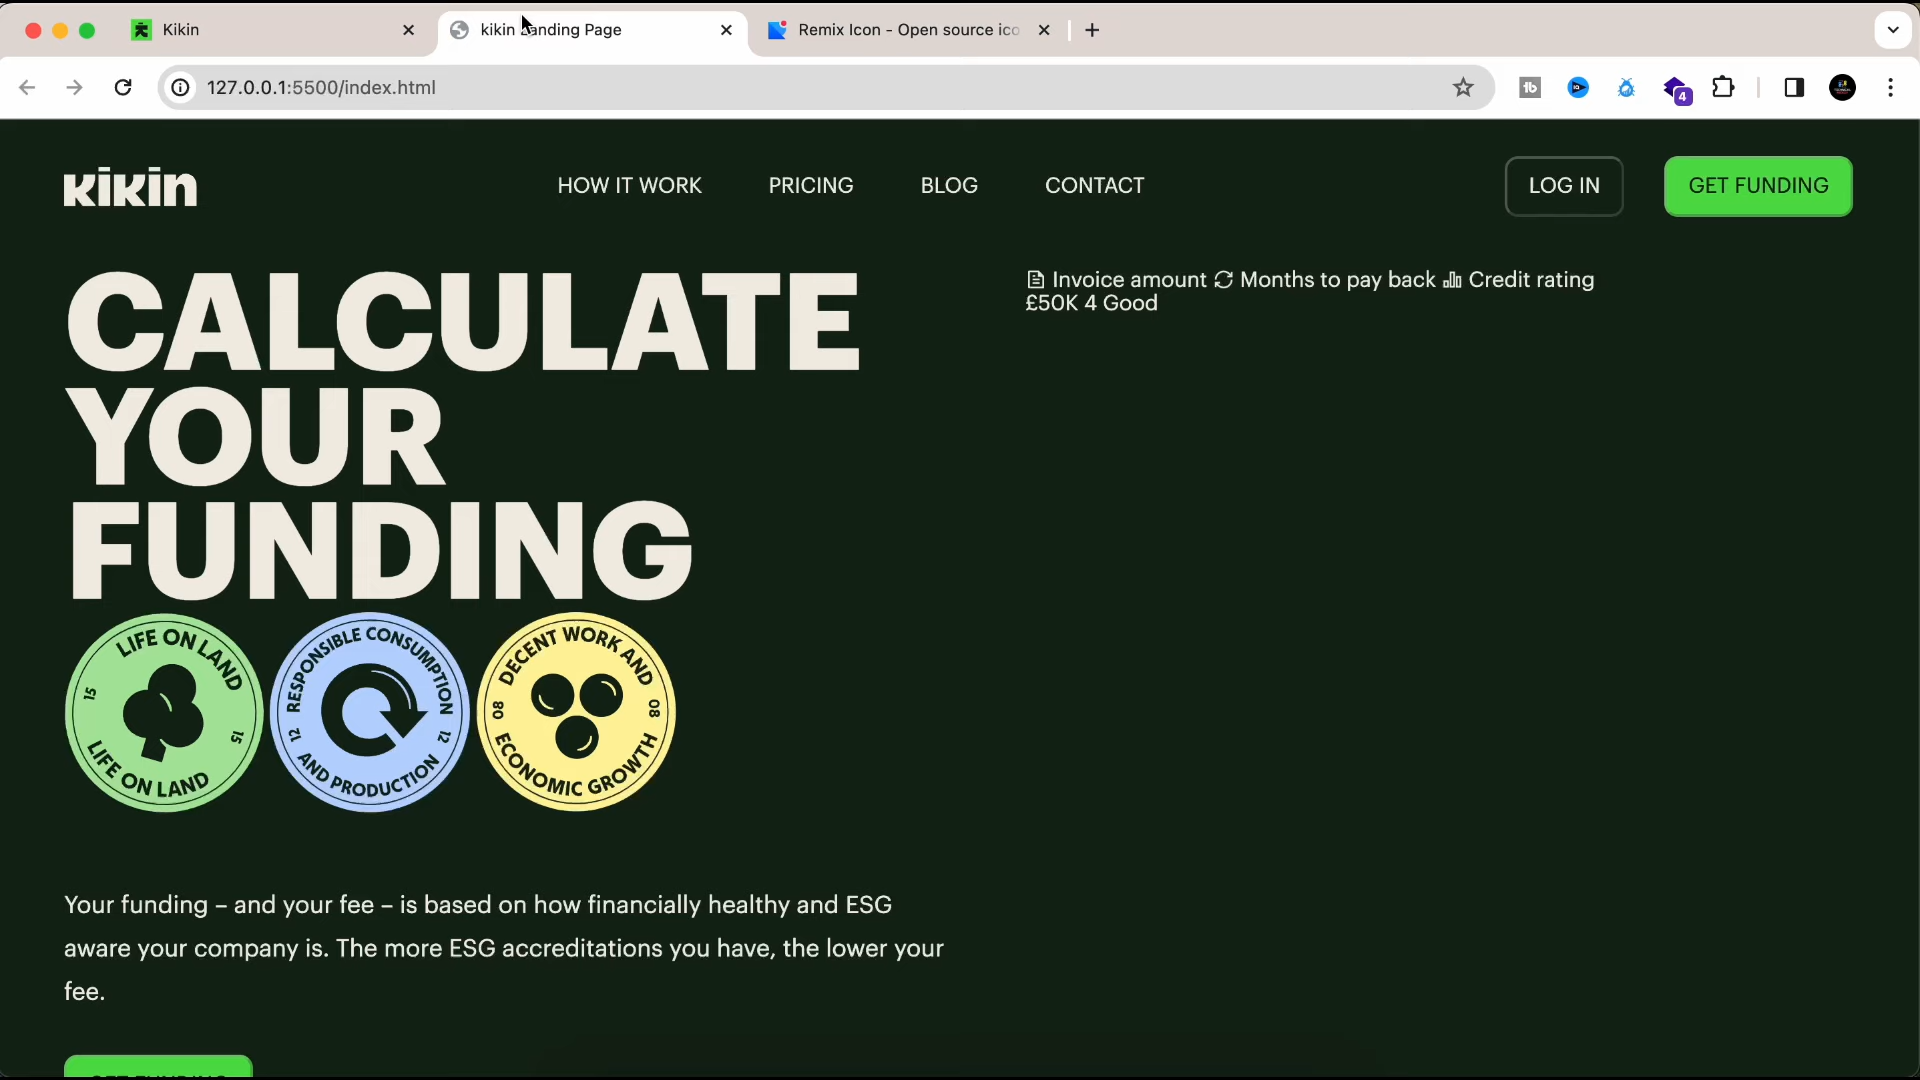 Kikin
kikin Landing Page
Remix Icon - Open source ico
127.0.0.1:5500/index.html
4
kikin
HOW IT WORK
PRICING
BLOG
CONTACT
LOG IN
GET FUNDING
CALCULATE
YOUR
FUNDING
Invoice amount Months to pay back Credit rating
£50K 4 Good
LIFE ON LAND
15
15
LIFE ON LAND
RESPONSIBLE CONSUMPTION
12
12
AND PRODUCTION
DECENT WORK AND
08
08
ECONOMIC GROWTH
Your funding – and your fee – is based on how financially healthy and ESG
aware your company is. The more ESG accreditations you have, the lower your
fee.